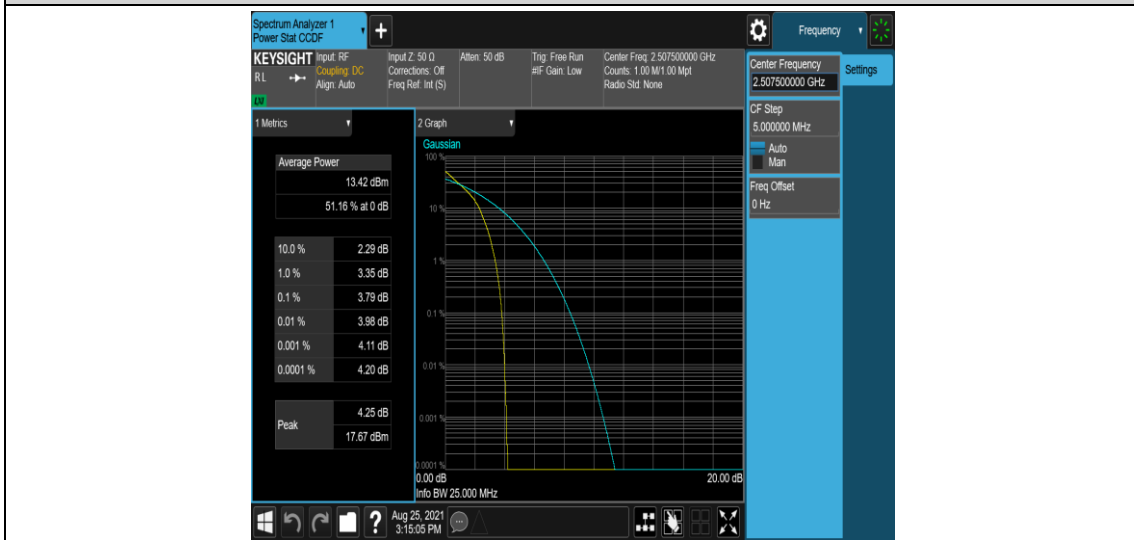 Spectrum Analyzer 1
Power Stat CCDF
+
Frequency
KEYSIGHT
RL
LXI
Input: RF
Coupling: DC
Align: Auto
Input Z: 50 Ω
Corrections: Off
Freq Ref: Int (S)
Atten: 50 dB
Trig: Free Run
#IF Gain: Low
Center Freq: 2.507500000 GHz
Counts: 1.00 M/1.00 Mpt
Radio Std: None
Center Frequency
2.507500000 GHz
Settings
CF Step
5.000000 MHz
Auto
Man
Freq Offset
0 Hz
1 Metrics
Average Power
13.42 dBm
51.16 % at 0 dB
10.0 % 2.29 dB
1.0 % 3.35 dB
0.1 % 3.79 dB
0.01 % 3.98 dB
0.001 % 4.11 dB
0.0001 % 4.20 dB
Peak
4.25 dB
17.67 dBm
2 Graph
Gaussian
100 %
10 %
1 %
0.1 %
0.01 %
0.001 %
0.0001 %
0.00 dB 20.00 dB
Info BW 25.000 MHz
?
Aug 25, 2021
3:15:05 PM